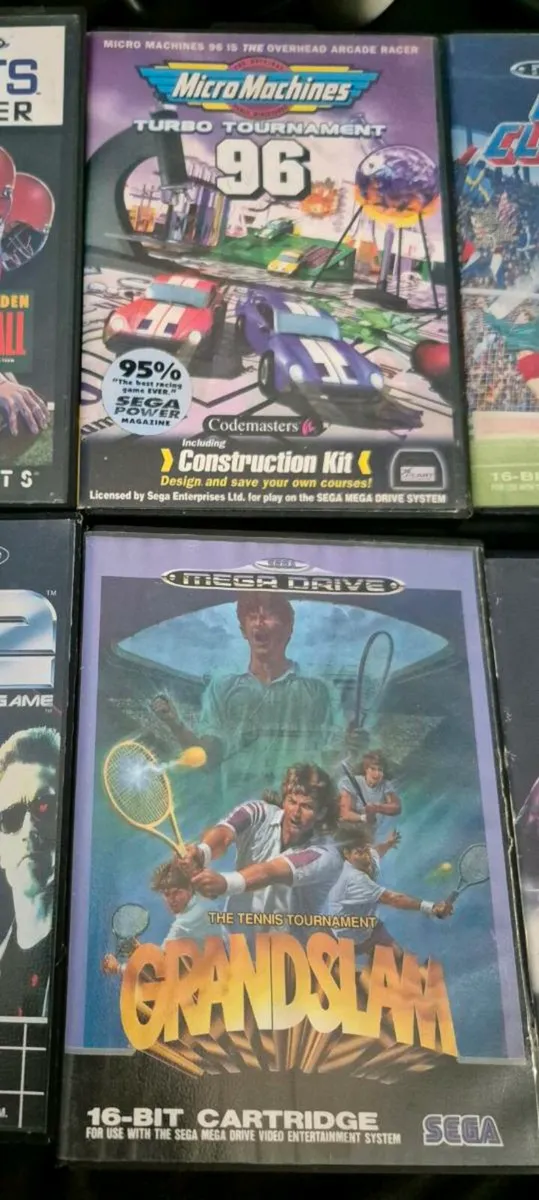 TS
ER
DEN
ALL
TS
MICRO MACHINES 96 IS THE OVERHEAD ARCADE RACER
MicroMachines
TURBO TOURNAMENT
96
95%
"The best racing
game EVER."
SEGA
POWER
MAGAZINE
Codemasters
Including
Construction Kit
Design and save your own courses!
Licensed by Sega Enterprises Ltd. for play on the SEGA MEGA DRIVE SYSTEM
16-B
2
TM
GAME
SEGA
MEGA DRIVE
THE TENNIS TOURNAMENT
GRANDSLAM
16-BIT CARTRIDGE
FOR USE WITH THE SEGA MEGA DRIVE VIDEO ENTERTAINMENT SYSTEM
SEGA